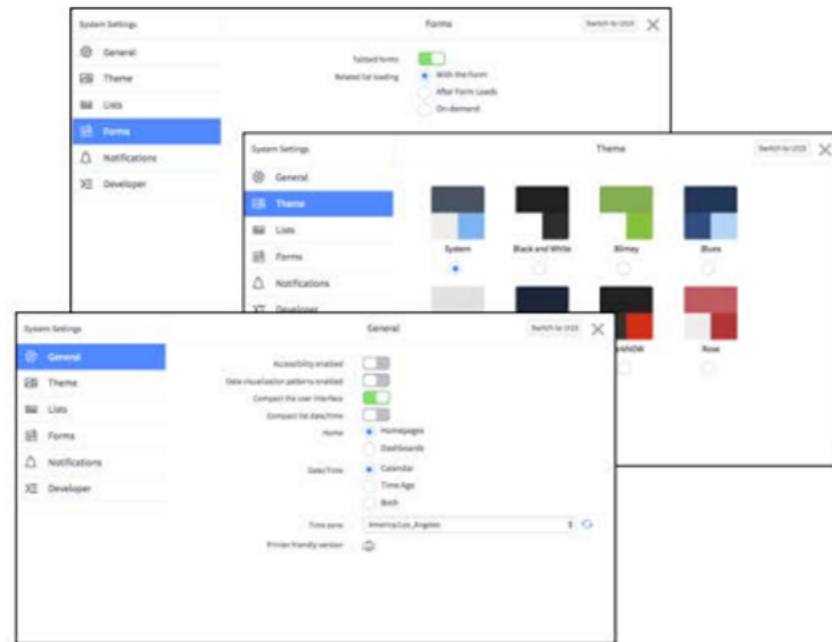 System Settings
Forms
Switch to UI15
General
Theme
Lists
Forms
Notifications
Developer
Tabbed forms
Related list loading
With the Form
After Form Loads
On-demand
System Settings
Theme
Switch to UI15
General
Theme
Lists
Forms
Notifications
Developer
System
Black and White
Blimey
Blues
Rose
System Settings
General
Switch to UI15
General
Theme
Lists
Forms
Notifications
Developer
Accessibility enabled
Data visualization patterns enabled
Compact the user interface
Compact list date/time
Home
Homepages
Dashboards
Date/Time
Calendar
Time Ago
Both
Time zone
America/Los_Angeles
Printer friendly version